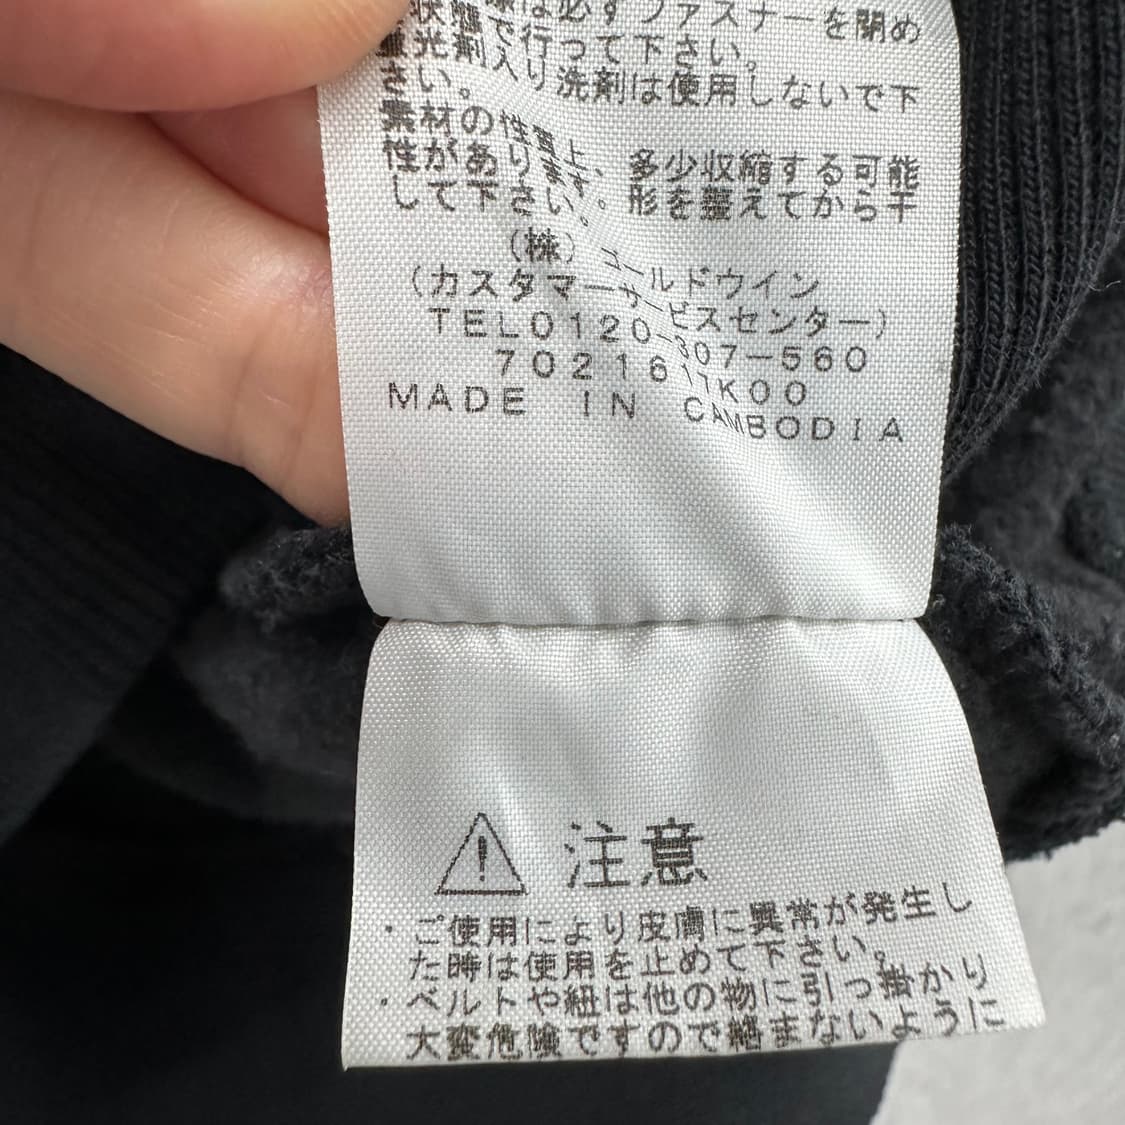 は必ずファスナーを閉め
状態で行って下さい。
光剤入り洗剤は使用しないで下
さい。
素材の性質上、多少収縮する可能
性があります。形を整えてから干
して下さい。
(株)ゴールドウイン
(カスタマーサービスセンター)
TEL0120-307-560
7021611K00
MADE IN CAMBODIA
注意
・ご使用により皮膚に異常が発生し
た時は使用を止めて下さい。
・ベルトや紐は他の物に引っ掛かり
大変危険ですので絡まないように